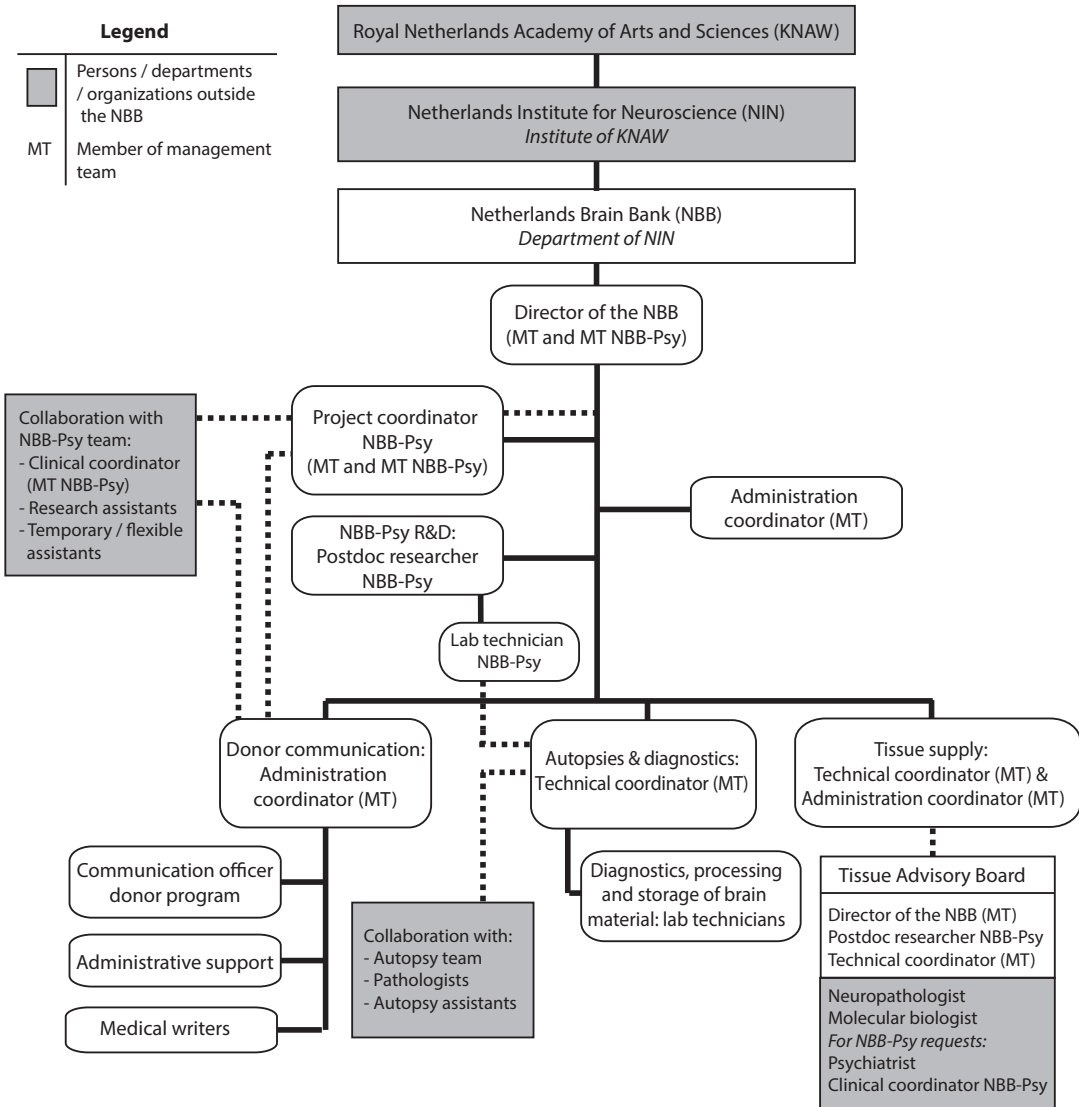 Legend
Persons / departments
/ organizations outside
the NBB
MT
Member of management
team
Royal Netherlands Academy of Arts and Sciences (KNAW)
Netherlands Institute for Neuroscience (NIN)
Institute of KNAW
Netherlands Brain Bank (NBB)
Department of NIN
Director of the NBB
(MT and MT NBB-Psy)
Collaboration with
NBB-Psy team:
- Clinical coordinator
(MT NBB-Psy)
- Research assistants
- Temporary / flexible
assistants
Project coordinator
NBB-Psy
(MT and MT NBB-Psy)
Administration
coordinator (MT)
NBB-Psy R&D:
Postdoc researcher
NBB-Psy
Lab technician
NBB-Psy
Donor communication:
Administration
coordinator (MT)
Autopsies & diagnostics:
Technical coordinator (MT)
Tissue supply:
Technical coordinator (MT) &
Administration coordinator (MT)
Communication officer
donor program
Administrative support
Medical writers
Collaboration with:
- Autopsy team
- Pathologists
- Autopsy assistants
Diagnostics, processing
and storage of brain
material: lab technicians
Tissue Advisory Board
Director of the NBB (MT)
Postdoc researcher NBB-Psy
Technical coordinator (MT)
Neuropathologist
Molecular biologist
For NBB-Psy requests:
Psychiatrist
Clinical coordinator NBB-Psy